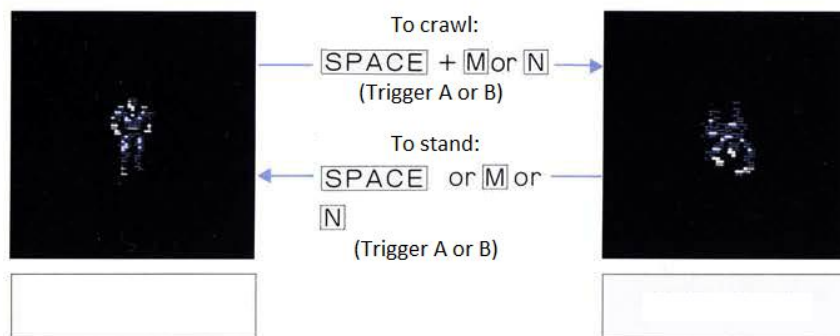 To crawl:
SPACE + M or N
(Trigger A or B)
To stand:
SPACE or M or
N
(Trigger A or B)